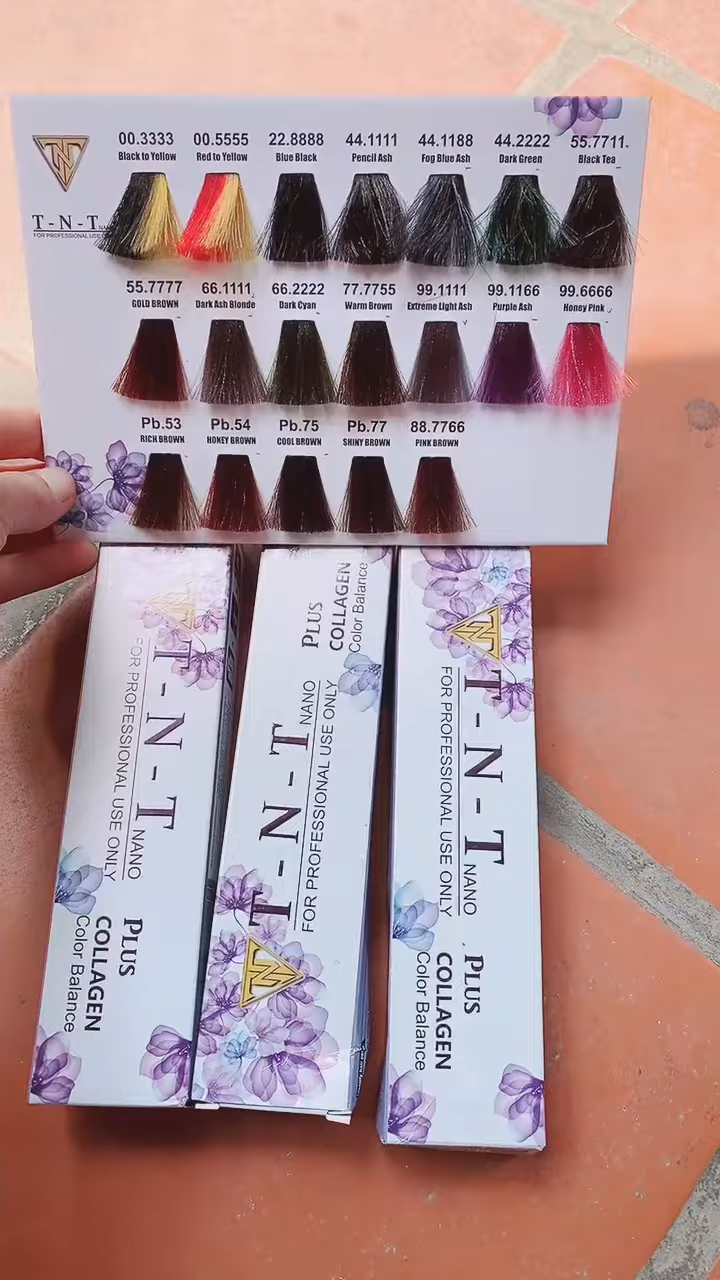 00.3333 00.5555 22.8888 44.1111 44.1188 44.2222 55.7711.
Black to Yellow Red to Yellow Blue Black Pencil Ash Fog Blue Ash Dark Green Black Tea
TNT
T-N-T
FOR PROFESSIONAL USE
55.7777 66.1111 66.2222 77.7755 99.1111 99.1166 99.6666
GOLD BROWN Dark Ash Blonde Dark Cyan Warm Brown Extreme Light Ash Purple Ash Honey Pink
Pb.53 Pb.54 Pb.75 Pb.77 88.7766
RICH BROWN HONEY BROWN COOL BROWN SHINY BROWN PINK BROWN
TNT
T-N-T NANO
FOR PROFESSIONAL USE ONLY
PLUS
COLLAGEN
Color Balance
TNT
T-N-T NANO
FOR PROFESSIONAL USE ONLY
PLUS
COLLAGEN
Color Balance
TNT
T-N-T NANO
FOR PROFESSIONAL USE ONLY
PLUS
COLLAGEN
Color Balance